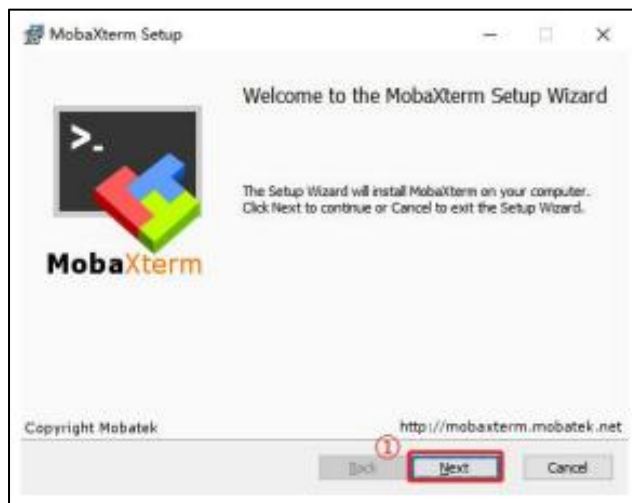 MobaXterm Setup
Welcome to the MobaXterm Setup Wizard
>_
The Setup Wizard will install MobaXterm on your computer.
Click Next to continue or Cancel to exit the Setup Wizard.
MobaXterm
Copyright Mobatek
http://mobaxterm.mobatek.net
①
Back Next Cancel